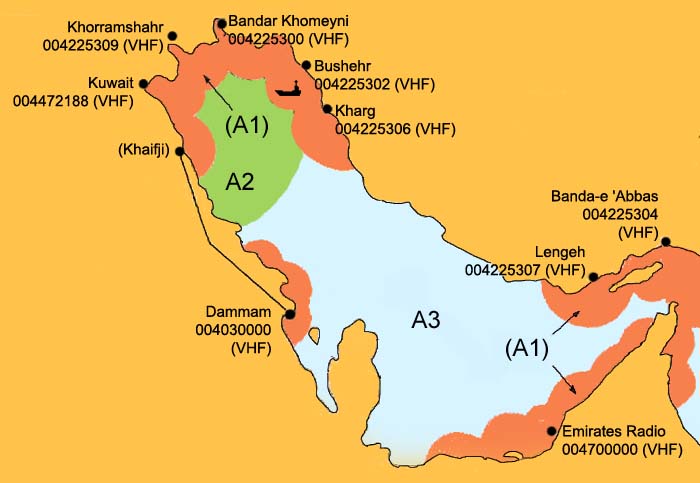 Bandar Khomeyni
004225300 (VHF)
Khorramshahr
004225309 (VHF)
Bushehr
004225302 (VHF)
Kuwait
004472188 (VHF)
Kharg
004225306 (VHF)
(A1)
(Khaifji)
A2
Banda-e 'Abbas
004225304
(VHF)
Lengeh
004225307 (VHF)
Dammam
004030000
(VHF)
A3
(A1)
Emirates Radio
004700000 (VHF)